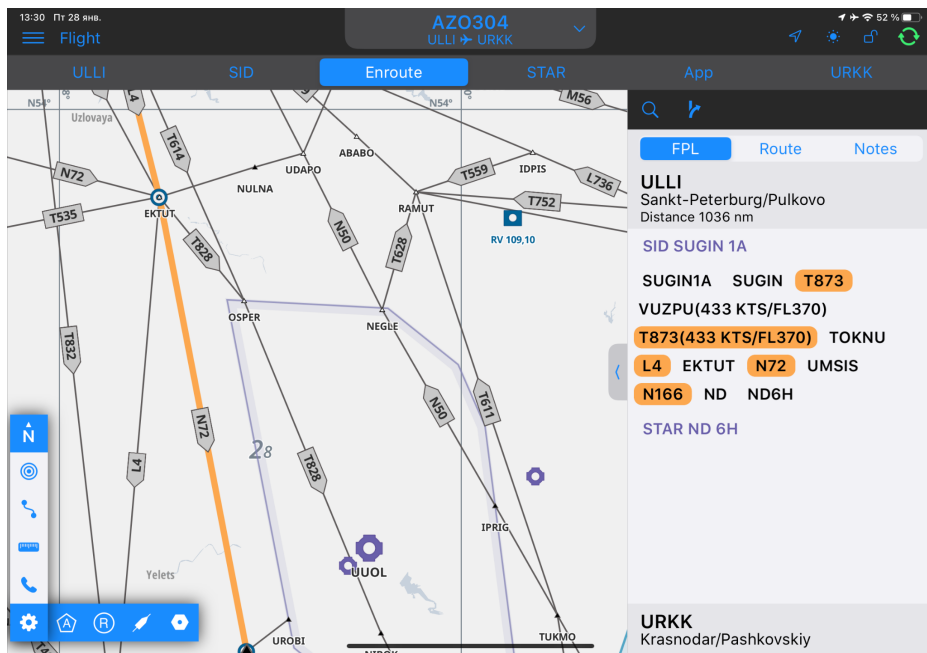 13:30 Пт 28 янв.
52 %
Flight
AZO304
ULLI ✈ URKK
ULLI SID Enroute STAR App URKK
N54°
N54°
L4
M56
Uzlovaya
T614
ABABO
UDAPO
IDPIS
T559
N72
NULNA
L736
T535
EKTUT
RAMUT
T752
N50
T828
T628
RV 109,10
OSPER
NEGLE
T832
N72
N50
T611
28
L4
T828
IPRIG
Yelets
UUOL
UROBI
TUKMO
N
A
R
FPL Route Notes
ULLI
Sankt-Peterburg/Pulkovo
Distance 1036 nm
SID SUGIN 1A
SUGIN1A SUGIN T873
VUZPU(433 KTS/FL370)
T873(433 KTS/FL370) TOKNU
L4 EKTUT N72 UMSIS
N166 ND ND6H
STAR ND 6H
URKK
Krasnodar/Pashkovskiy